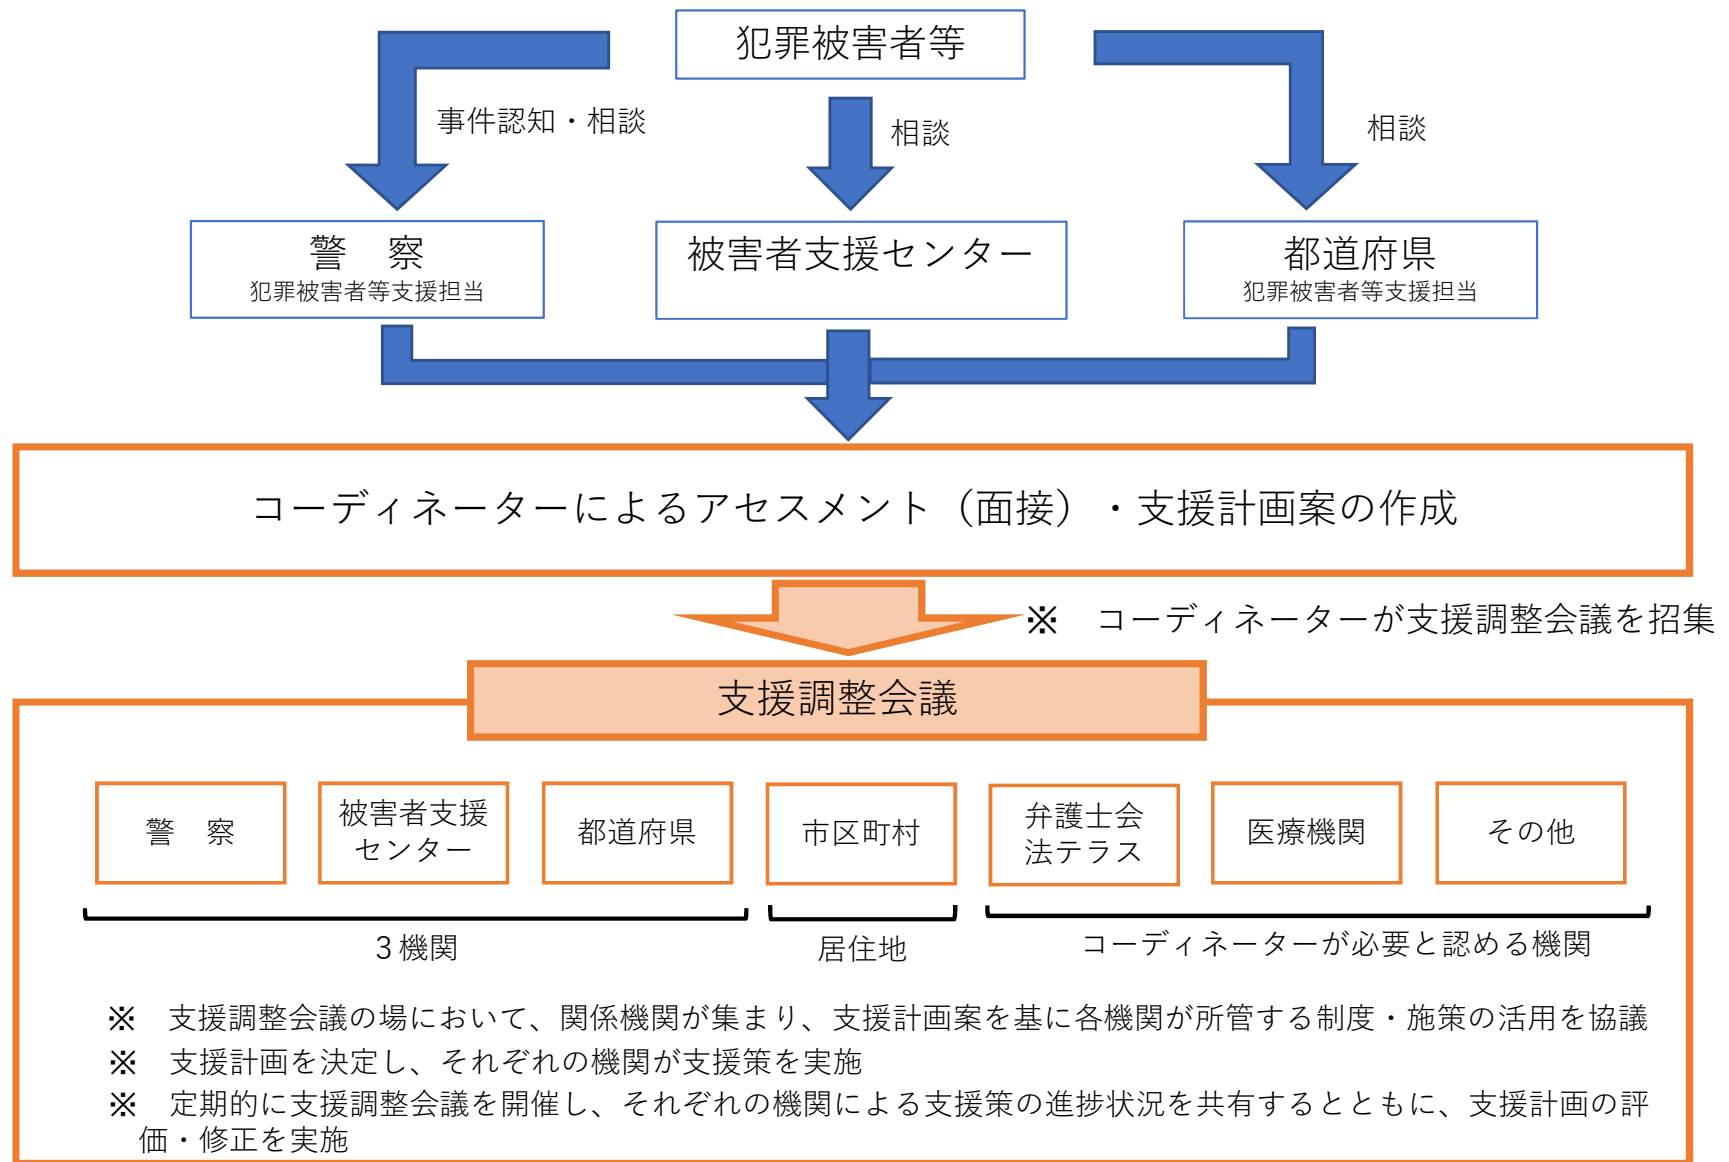 犯罪被害者等
事件認知・相談
相談
相談
警　察
犯罪被害者等支援担当
被害者支援センター
都道府県
犯罪被害者等支援担当
コーディネーターによるアセスメント（面接）・支援計画案の作成
※　コーディネーターが支援調整会議を招集
支援調整会議
警　察
被害者支援
センター
都道府県
市区町村
弁護士会
法テラス
医療機関
その他
３機関
居住地
コーディネーターが必要と認める機関
※　支援調整会議の場において、関係機関が集まり、支援計画案を基に各機関が所管する制度・施策の活用を協議
※　支援計画を決定し、それぞれの機関が支援策を実施
※　定期的に支援調整会議を開催し、それぞれの機関による支援策の進捗状況を共有するとともに、支援計画の評
価・修正を実施